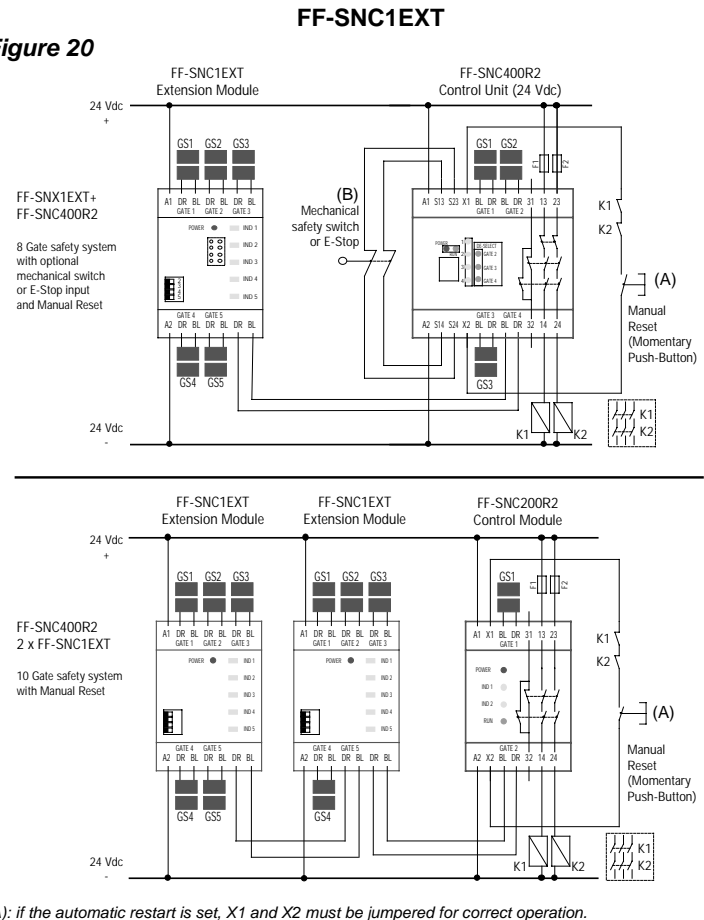 FF-SNC1EXT
igure 20
FF-SNC1EXT
Extension Module
FF-SNC400R2
Control Unit (24 Vdc)
24 Vdc
+
GS1 GS2 GS3
GS1 GS2
F1 F2
FF-SNX1EXT+
FF-SNC400R2
8 Gate safety system
with optional
mechanical switch
or E-Stop input
and Manual Reset
A1 DR BL DR BL DR BL
GATE 1 GATE 2 GATE 3
POWER IND 1
IND 2
IND 3
IND 4
IND 5
GATE 4 GATE 5
A2 DR BL DR BL DR BL
GS4 GS5
(B)
Mechanical
safety switch
or E-Stop
A1 S13 S23 X1 BL DR BL DR 31 13 23
GATE 1 GATE 2
POWER
RUN
DE-SELECT
GATE 2
GATE 3
GATE 4
GATE 3 GATE 4
A2 S14 S24 X2 BL DR BL DR 32 14 24
GS3
K1
K2
(A)
Manual
Reset
(Momentary
Push-Button)
K1 K2
K1
K2
24 Vdc
-
FF-SNC1EXT
Extension Module
FF-SNC1EXT
Extension Module
FF-SNC200R2
Control Module
24 Vdc
+
GS1 GS2 GS3
GS1 GS2 GS3
GS1
F1 F2
FF-SNC400R2
2 x FF-SNC1EXT
10 Gate safety system
with Manual Reset
A1 DR BL DR BL DR BL
GATE 1 GATE 2 GATE 3
POWER IND 1
IND 2
IND 3
IND 4
IND 5
GATE 4 GATE 5
A2 DR BL DR BL DR BL
GS4 GS5
A1 DR BL DR BL DR BL
GATE 1 GATE 2 GATE 3
POWER IND 1
IND 2
IND 3
IND 4
IND 5
GATE 4 GATE 5
A2 DR BL DR BL DR BL
GS4
A1 X1 BL DR 31 13 23
GATE 1
POWER
IND 1
IND 2
RUN
GATE 2
A2 X2 BL DR 32 14 24
K1
K2
(A)
Manual
Reset
(Momentary
Push-Button)
K1 K2
K1
K2
24 Vdc
-
): if the automatic restart is set, X1 and X2 must be jumpered for correct operation.